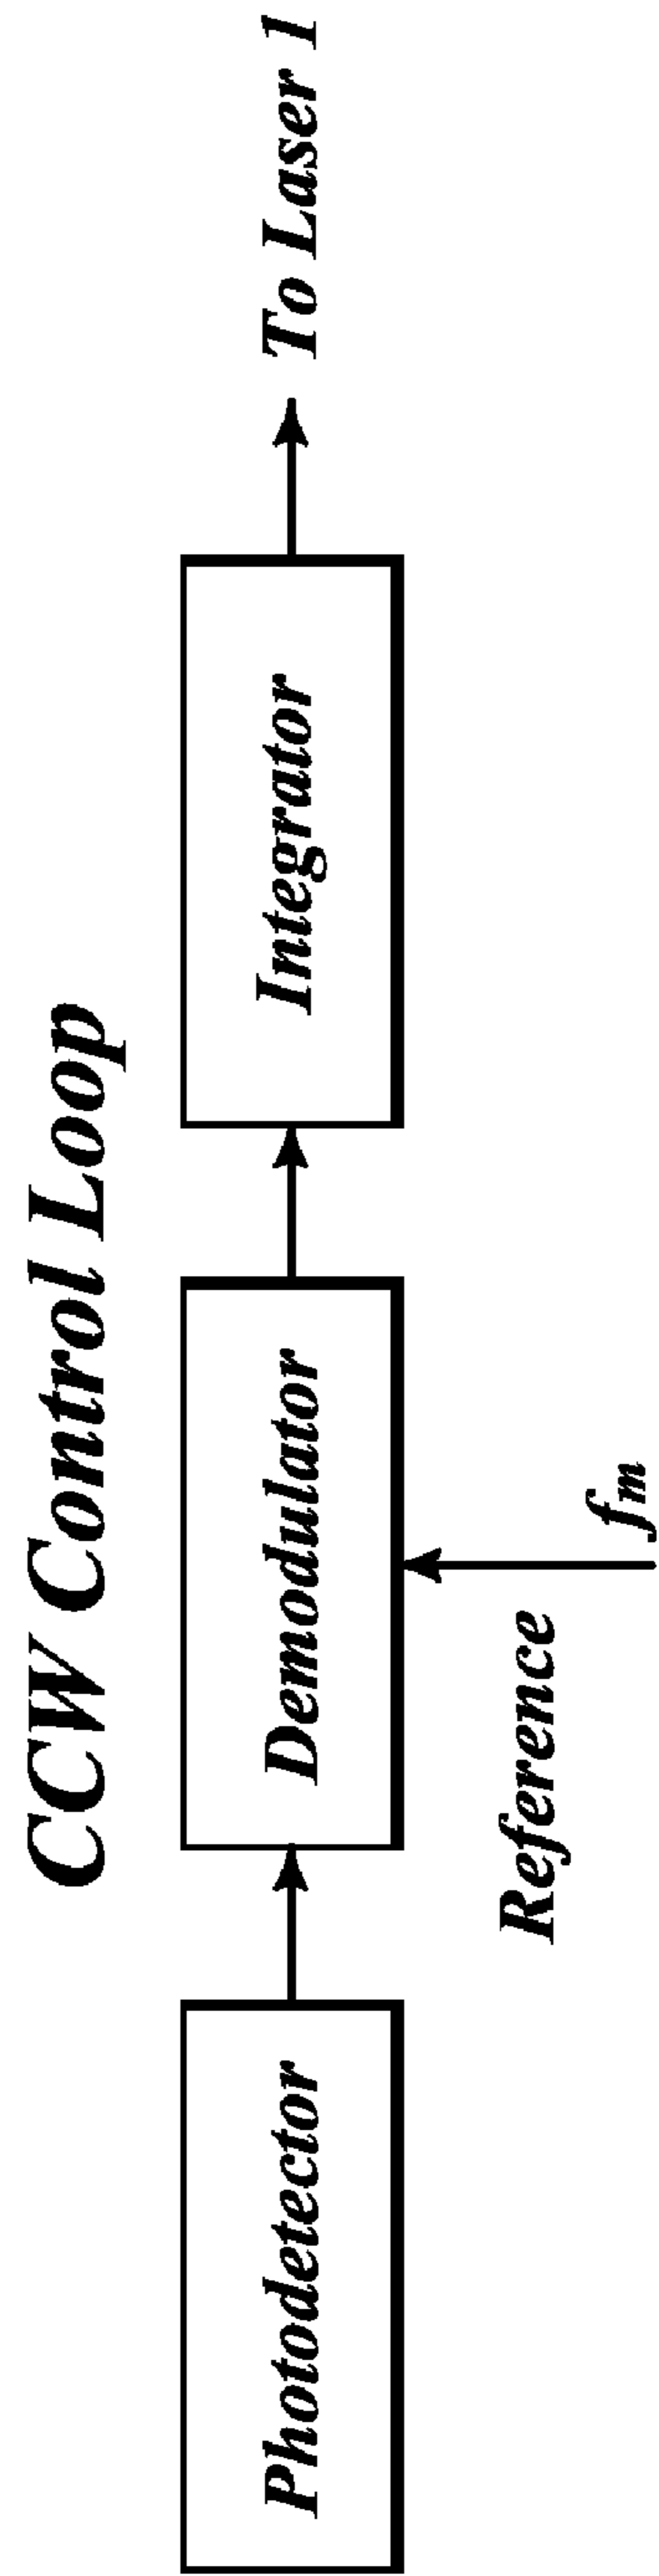 CCW Control Loop
Photodetector
Demodulator
Integrator
To Laser 1
Reference
fm